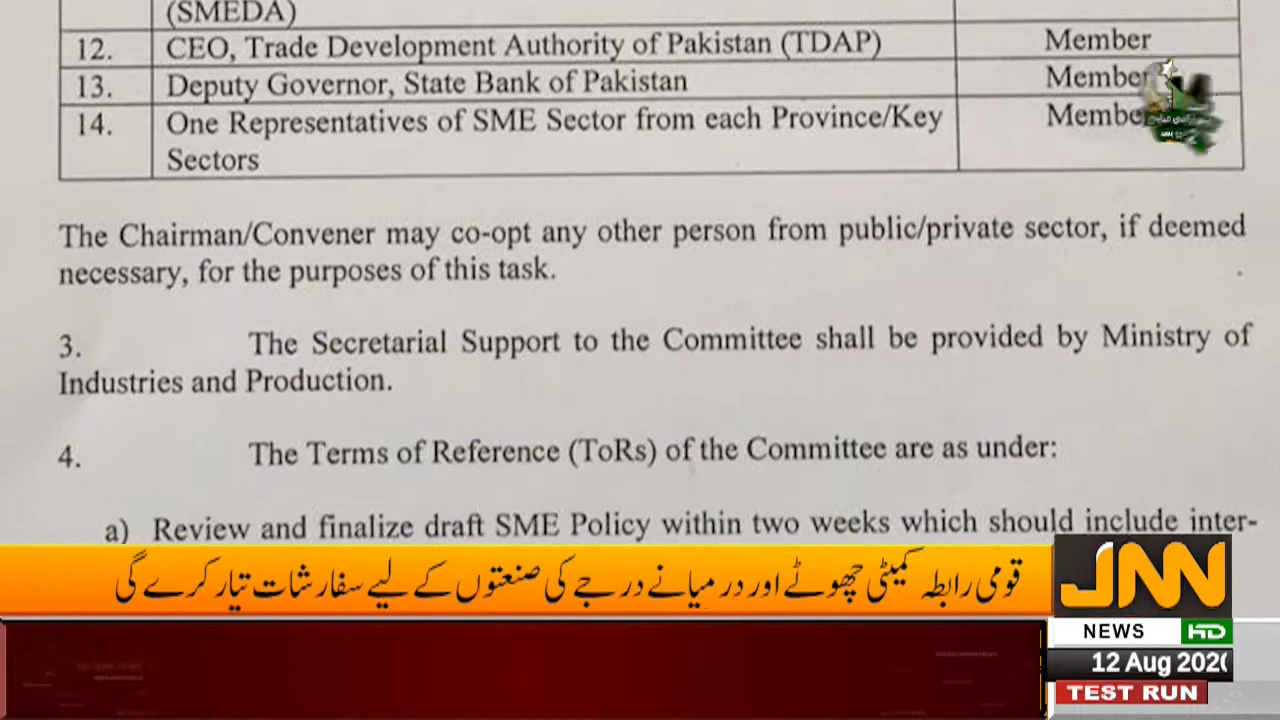 (SMEDA)
12. CEO, Trade Development Authority of Pakistan (TDAP) Member
13. Deputy Governor, State Bank of Pakistan Member
14. One Representatives of SME Sector from each Province/Key Membe
Sectors
The Chairman/Convener may co-opt any other person from public/private sector, if deemed
necessary, for the purposes of this task.
3. The Secretarial Support to the Committee shall be provided by Ministry of
Industries and Production.
4. The Terms of Reference (ToRs) of the Committee are as under:
a) Review and finalize draft SME Policy within two weeks which should include inter-
قومی رابطہ کمیٹی چھوٹے اور درمیانے درجے کی صنعتوں کے لیے سفارشات تیار کرے گی
JNN
NEWS HD
12 Aug 2020
TEST RUN